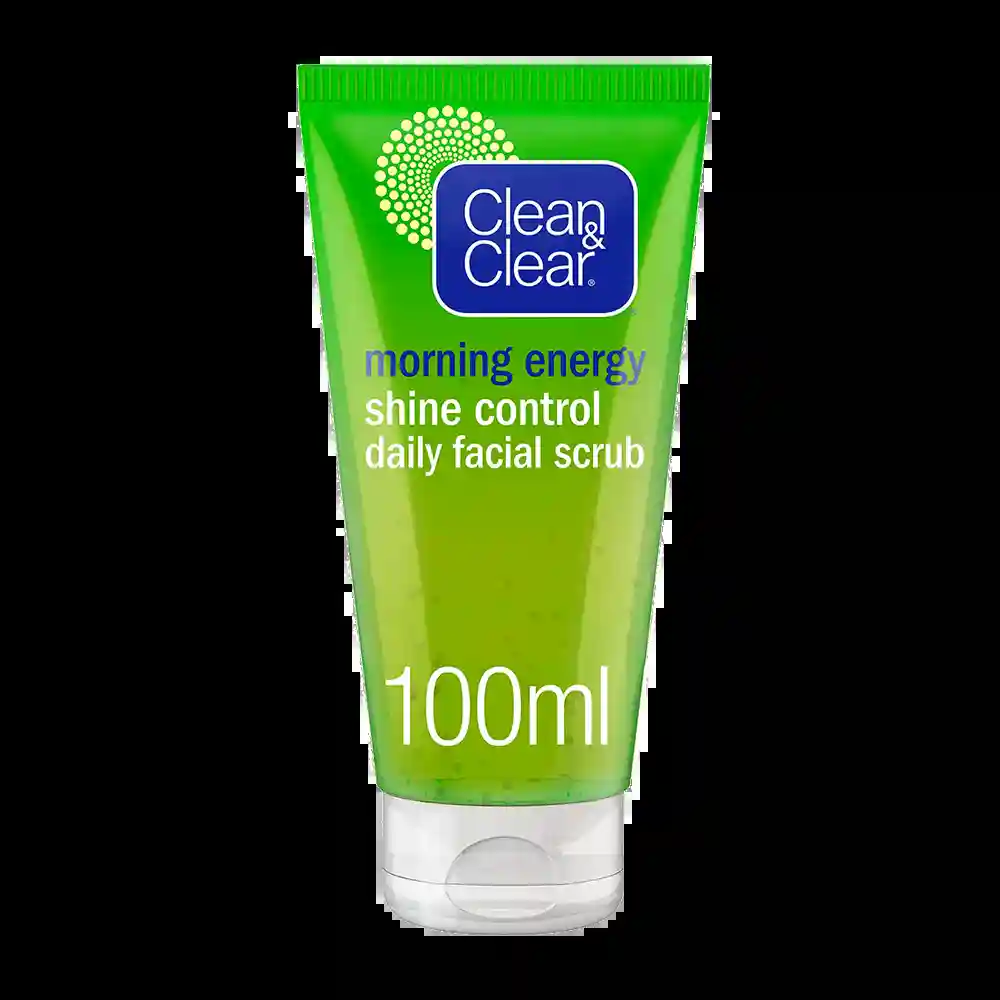 Clean
&
Clear®
morning energy
shine control
daily facial scrub
100ml